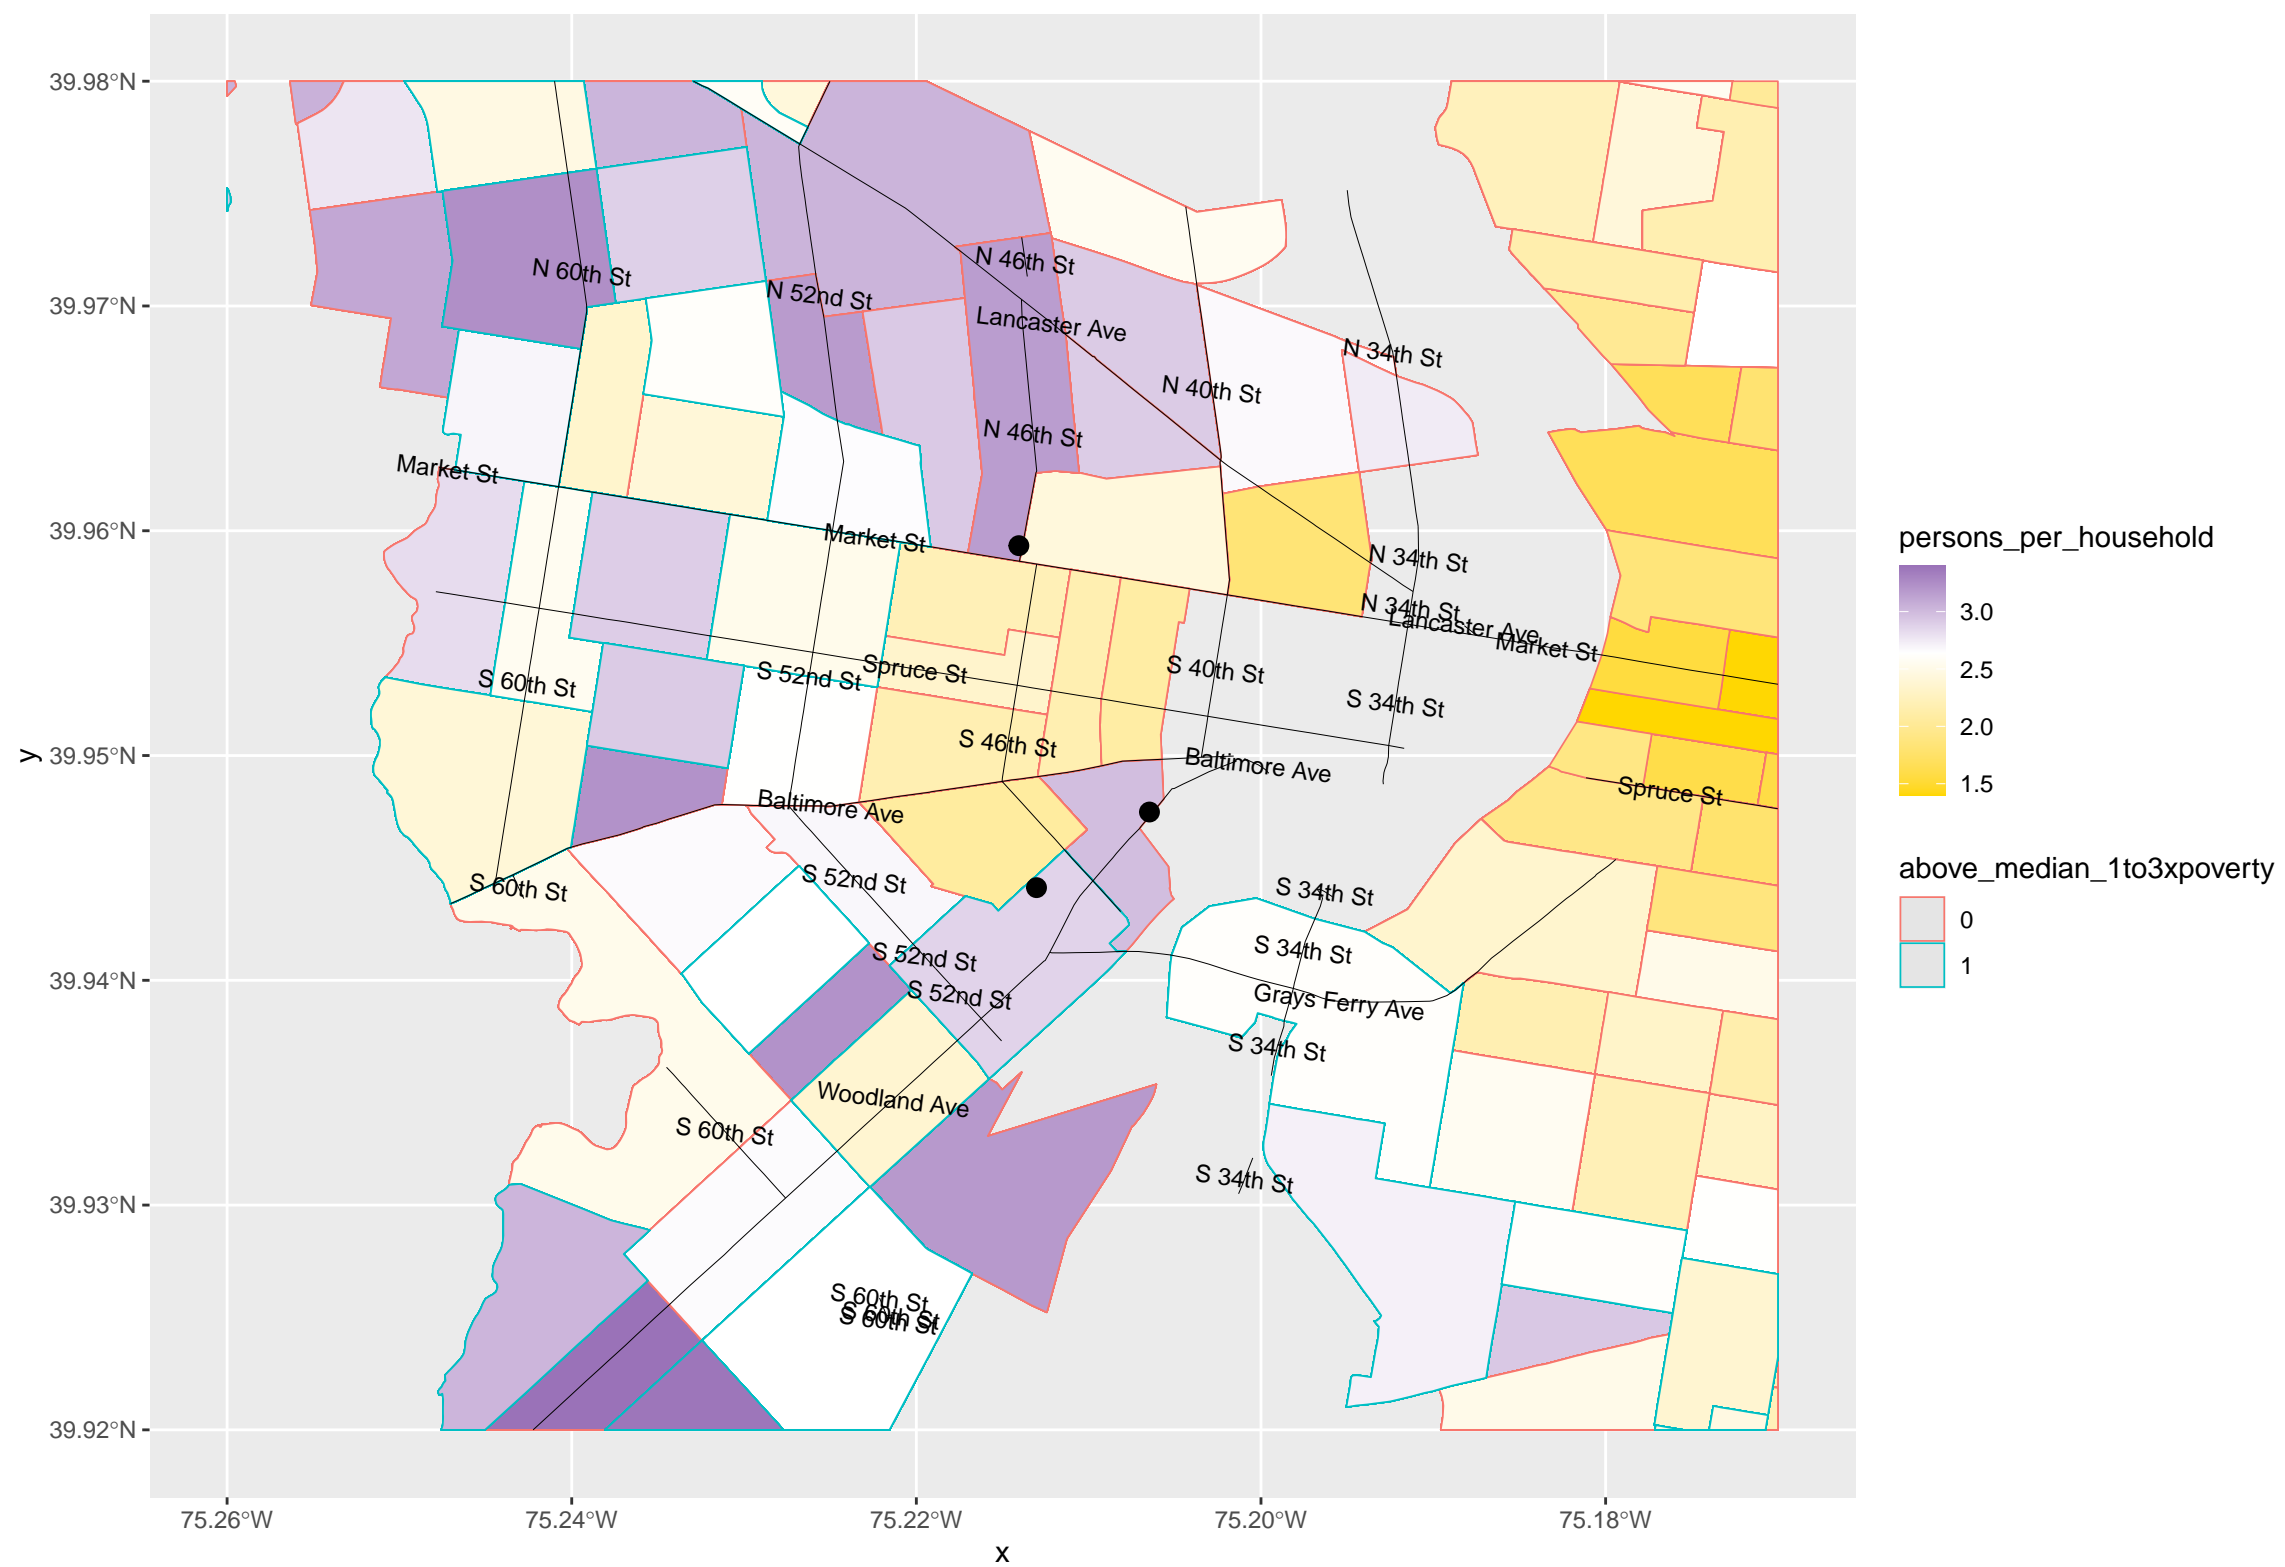 39.98°N
39.97°N
39.96°N
39.95°N
39.94°N
39.93°N
39.92°N
y
75.26°W
75.24°W
75.22°W
75.20°W
75.18°W
x
N 46th St
N 60th St
N 52nd St
Lancaster Ave
N 34th St
N 40th St
N 46th St
Market St
Market St
N 34th St
N 34th St
Lancaster Ave
Market St
Spruce St
S 40th St
S 52nd St
S 60th St
S 34th St
S 46th St
Baltimore Ave
Spruce St
Baltimore Ave
S 52nd St
S 60th St
S 34th St
S 34th St
S 52nd St
S 52nd St
Grays Ferry Ave
S 34th St
Woodland Ave
S 60th St
S 34th St
S 60th St
S 60th St
S 60th St
persons_per_household
3.0
2.5
2.0
1.5
above_median_1to3xpoverty
0
1